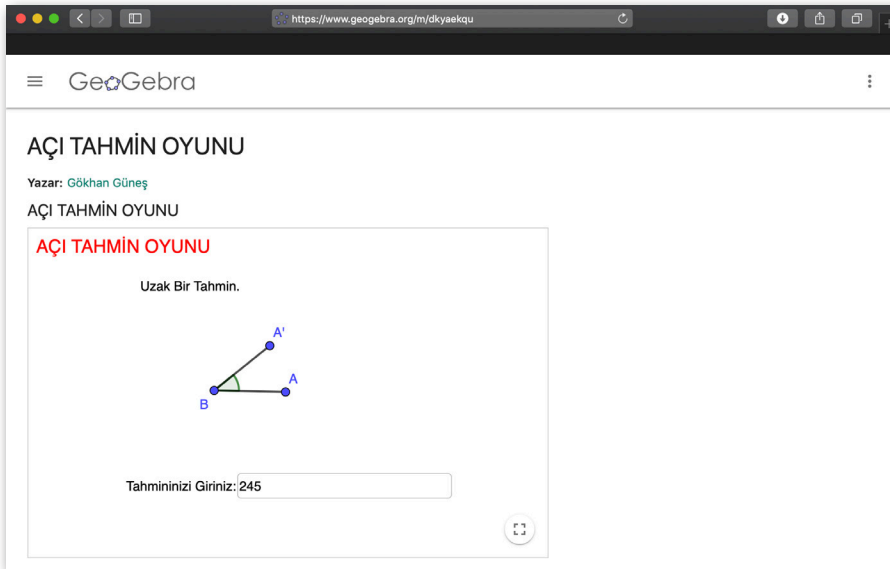 https://www.geogebra.org/m/dkyaekqu
GeoGebra
AÇI TAHMİN OYUNU
Yazar: Gökhan Güneş
AÇI TAHMİN OYUNU
AÇI TAHMİN OYUNU
Uzak Bir Tahmin.
A'
A
B
Tahmininizi Giriniz: 245